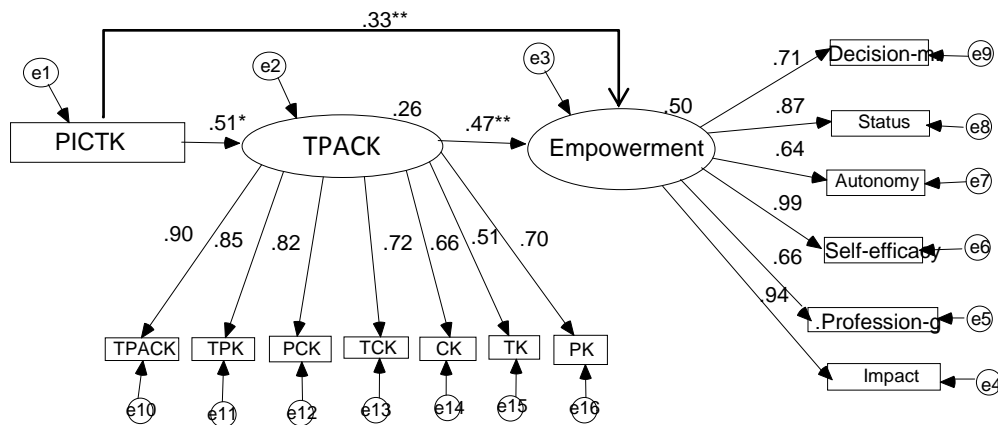 .33**
e1
e2
e3
PICTK
.51*
.26
TPACK
.47**
.50
Empowerment
.71
Decision-m
e9
.87
Status
e8
.64
Autonomy
e7
.99
Self-efficacy
e6
.66
.Profession-g
e5
.94
Impact
e4
.90
.85
.82
.72
.66
.51
.70
TPACK
TPK
PCK
TCK
CK
TK
PK
e10
e11
e12
e13
e14
e15
e16